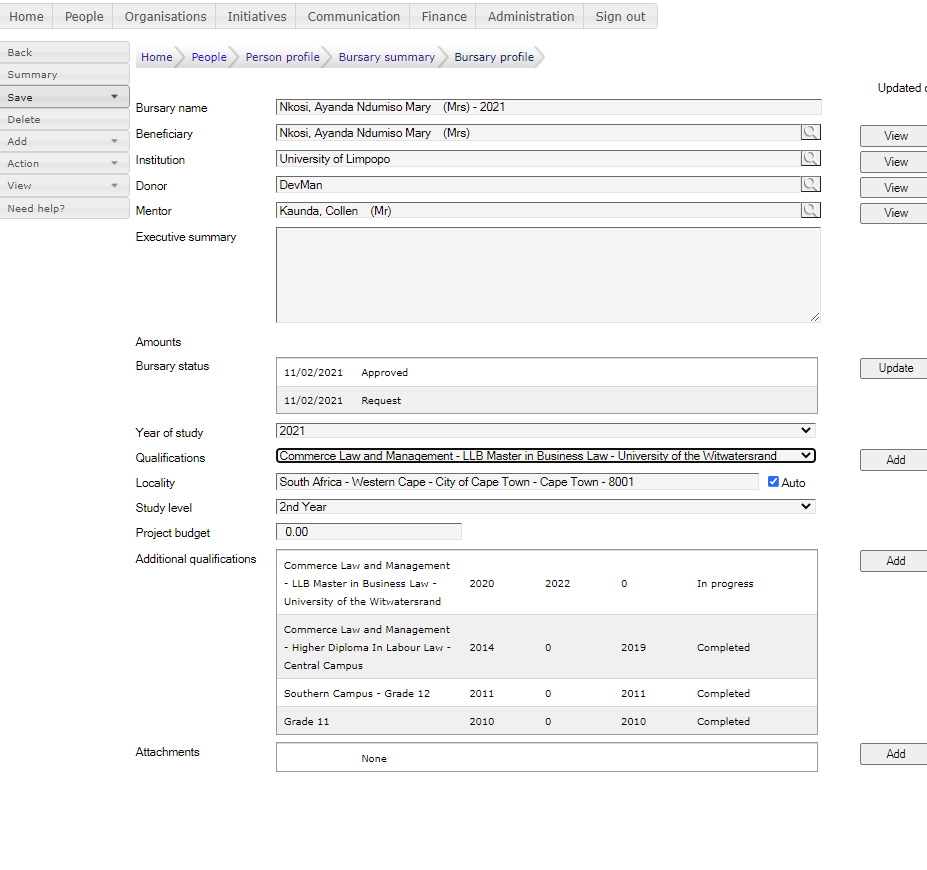 Home People Organisations Initiatives Communication Finance Administration Sign out
Back
Summary
Save
Delete
Add
Action
View
Need help?
Home People Person profile Bursary summary Bursary profile
Updated
Bursary name Nkosi, Ayanda Ndumiso Mary (Mrs) - 2021
Beneficiary Nkosi, Ayanda Ndumiso Mary (Mrs) View
Institution University of Limpopo View
Donor DevMan View
Mentor Kaunda, Collen (Mr) View
Executive summary
Amounts
Bursary status
11/02/2021 Approved Update
11/02/2021 Request
Year of study 2021
Qualifications Commerce Law and Management - LLB Master in Business Law - University of the Witwatersrand Add
Locality South Africa - Western Cape - City of Cape Town - Cape Town - 8001 Auto
Study level 2nd Year
Project budget 0.00
Additional qualifications Add
Commerce Law and Management
- LLB Master in Business Law - 2020 2022 0 In progress
University of the Witwatersrand
Commerce Law and Management
- Higher Diploma In Labour Law - 2014 0 2019 Completed
Central Campus
Southern Campus - Grade 12 2011 0 2011 Completed
Grade 11 2010 0 2010 Completed
Attachments None Add